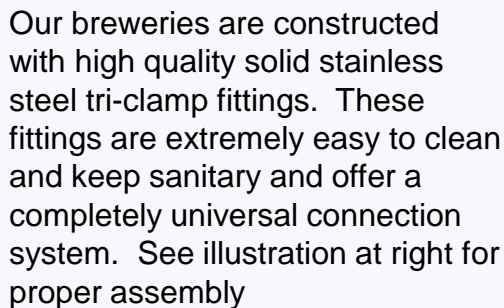 Our breweries are constructed
with high quality solid stainless
steel tri-clamp fittings.  These
fittings are extremely easy to clean
and keep sanitary and offer a
completely universal connection
system.  See illustration at right for
proper assembly